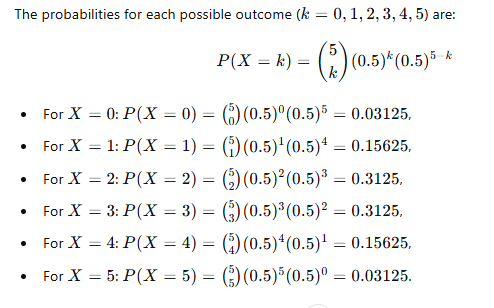 The probabilities for each possible outcome (k = 0, 1, 2, 3, 4, 5) are:
P(X = k) = \binom{5}{k} (0.5)^k (0.5)^{5-k}
• For X = 0: P(X = 0) = \binom{5}{0} (0.5)^0 (0.5)^5 = 0.03125,
• For X = 1: P(X = 1) = \binom{5}{1} (0.5)^1 (0.5)^4 = 0.15625,
• For X = 2: P(X = 2) = \binom{5}{2} (0.5)^2 (0.5)^3 = 0.3125,
• For X = 3: P(X = 3) = \binom{5}{3} (0.5)^3 (0.5)^2 = 0.3125,
• For X = 4: P(X = 4) = \binom{5}{4} (0.5)^4 (0.5)^1 = 0.15625,
• For X = 5: P(X = 5) = \binom{5}{5} (0.5)^5 (0.5)^0 = 0.03125.